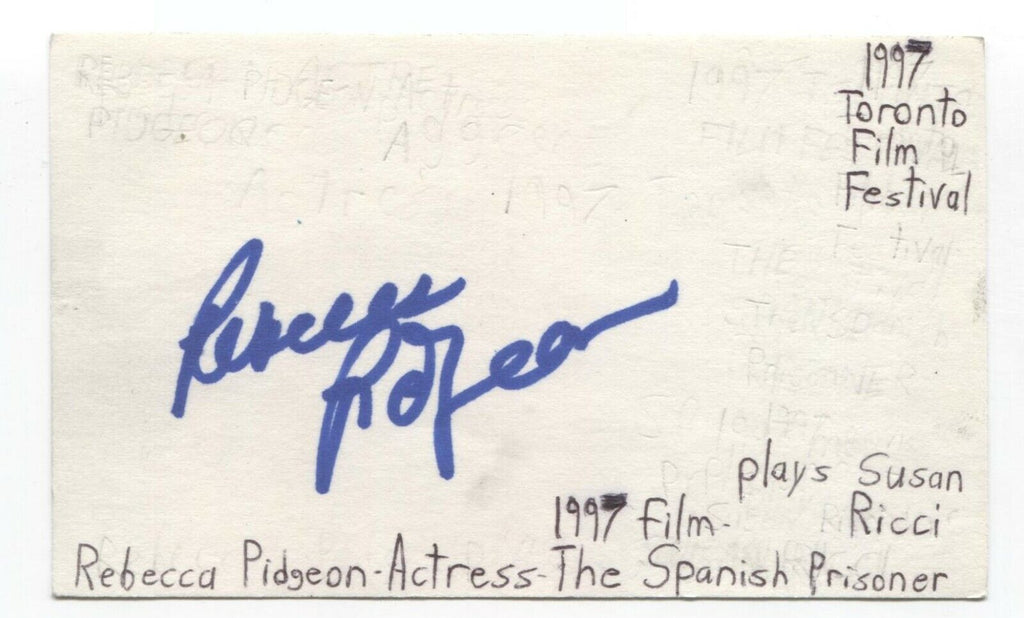 1997
Toronto
Film
Festival
Rebecca
Pidgeon
plays Susan
1997 Film- Ricci
Rebecca Pidgeon-Actress-The Spanish Prisoner